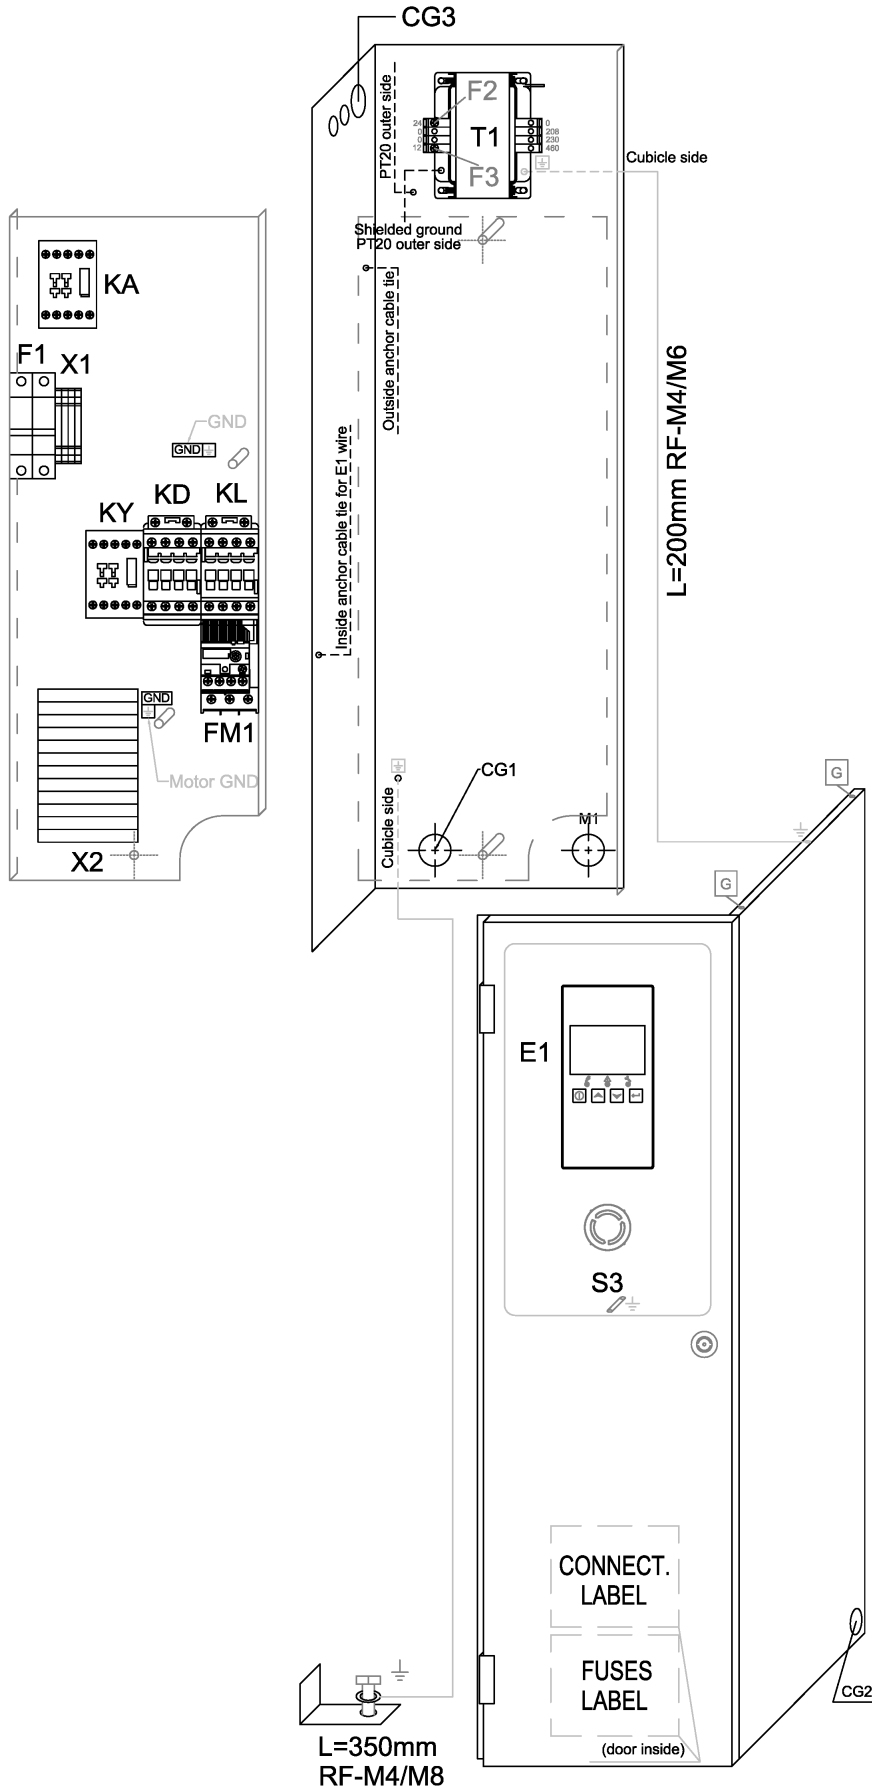 CG3
PT20 outer side
F2
T1
F3
24
0
0
12
0
208
230
460
Cubicle side
Shielded ground
PT20 outer side
KA
F1
X1
Outside anchor cable tie
L=200mm RF-M4/M6
GND
GND
Inside anchor cable tie for E1 wire
KY
KD
KL
GND
FM1
Motor GND
X2
Cubicle side
CG1
M1
G
G
E1
S3
CONNECT.
LABEL
FUSES
LABEL
(door inside)
CG2
L=350mm
RF-M4/M8